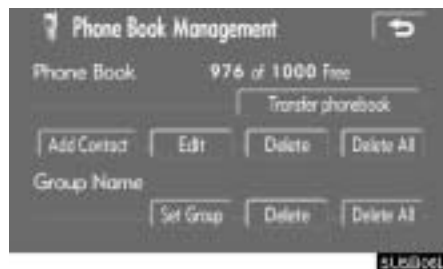 Phone Book Management
Phone Book 976 of 1000 Free
Transfer phonebook
Add Contact Edit Delete Delete All
Group Name
Set Group Delete Delete All